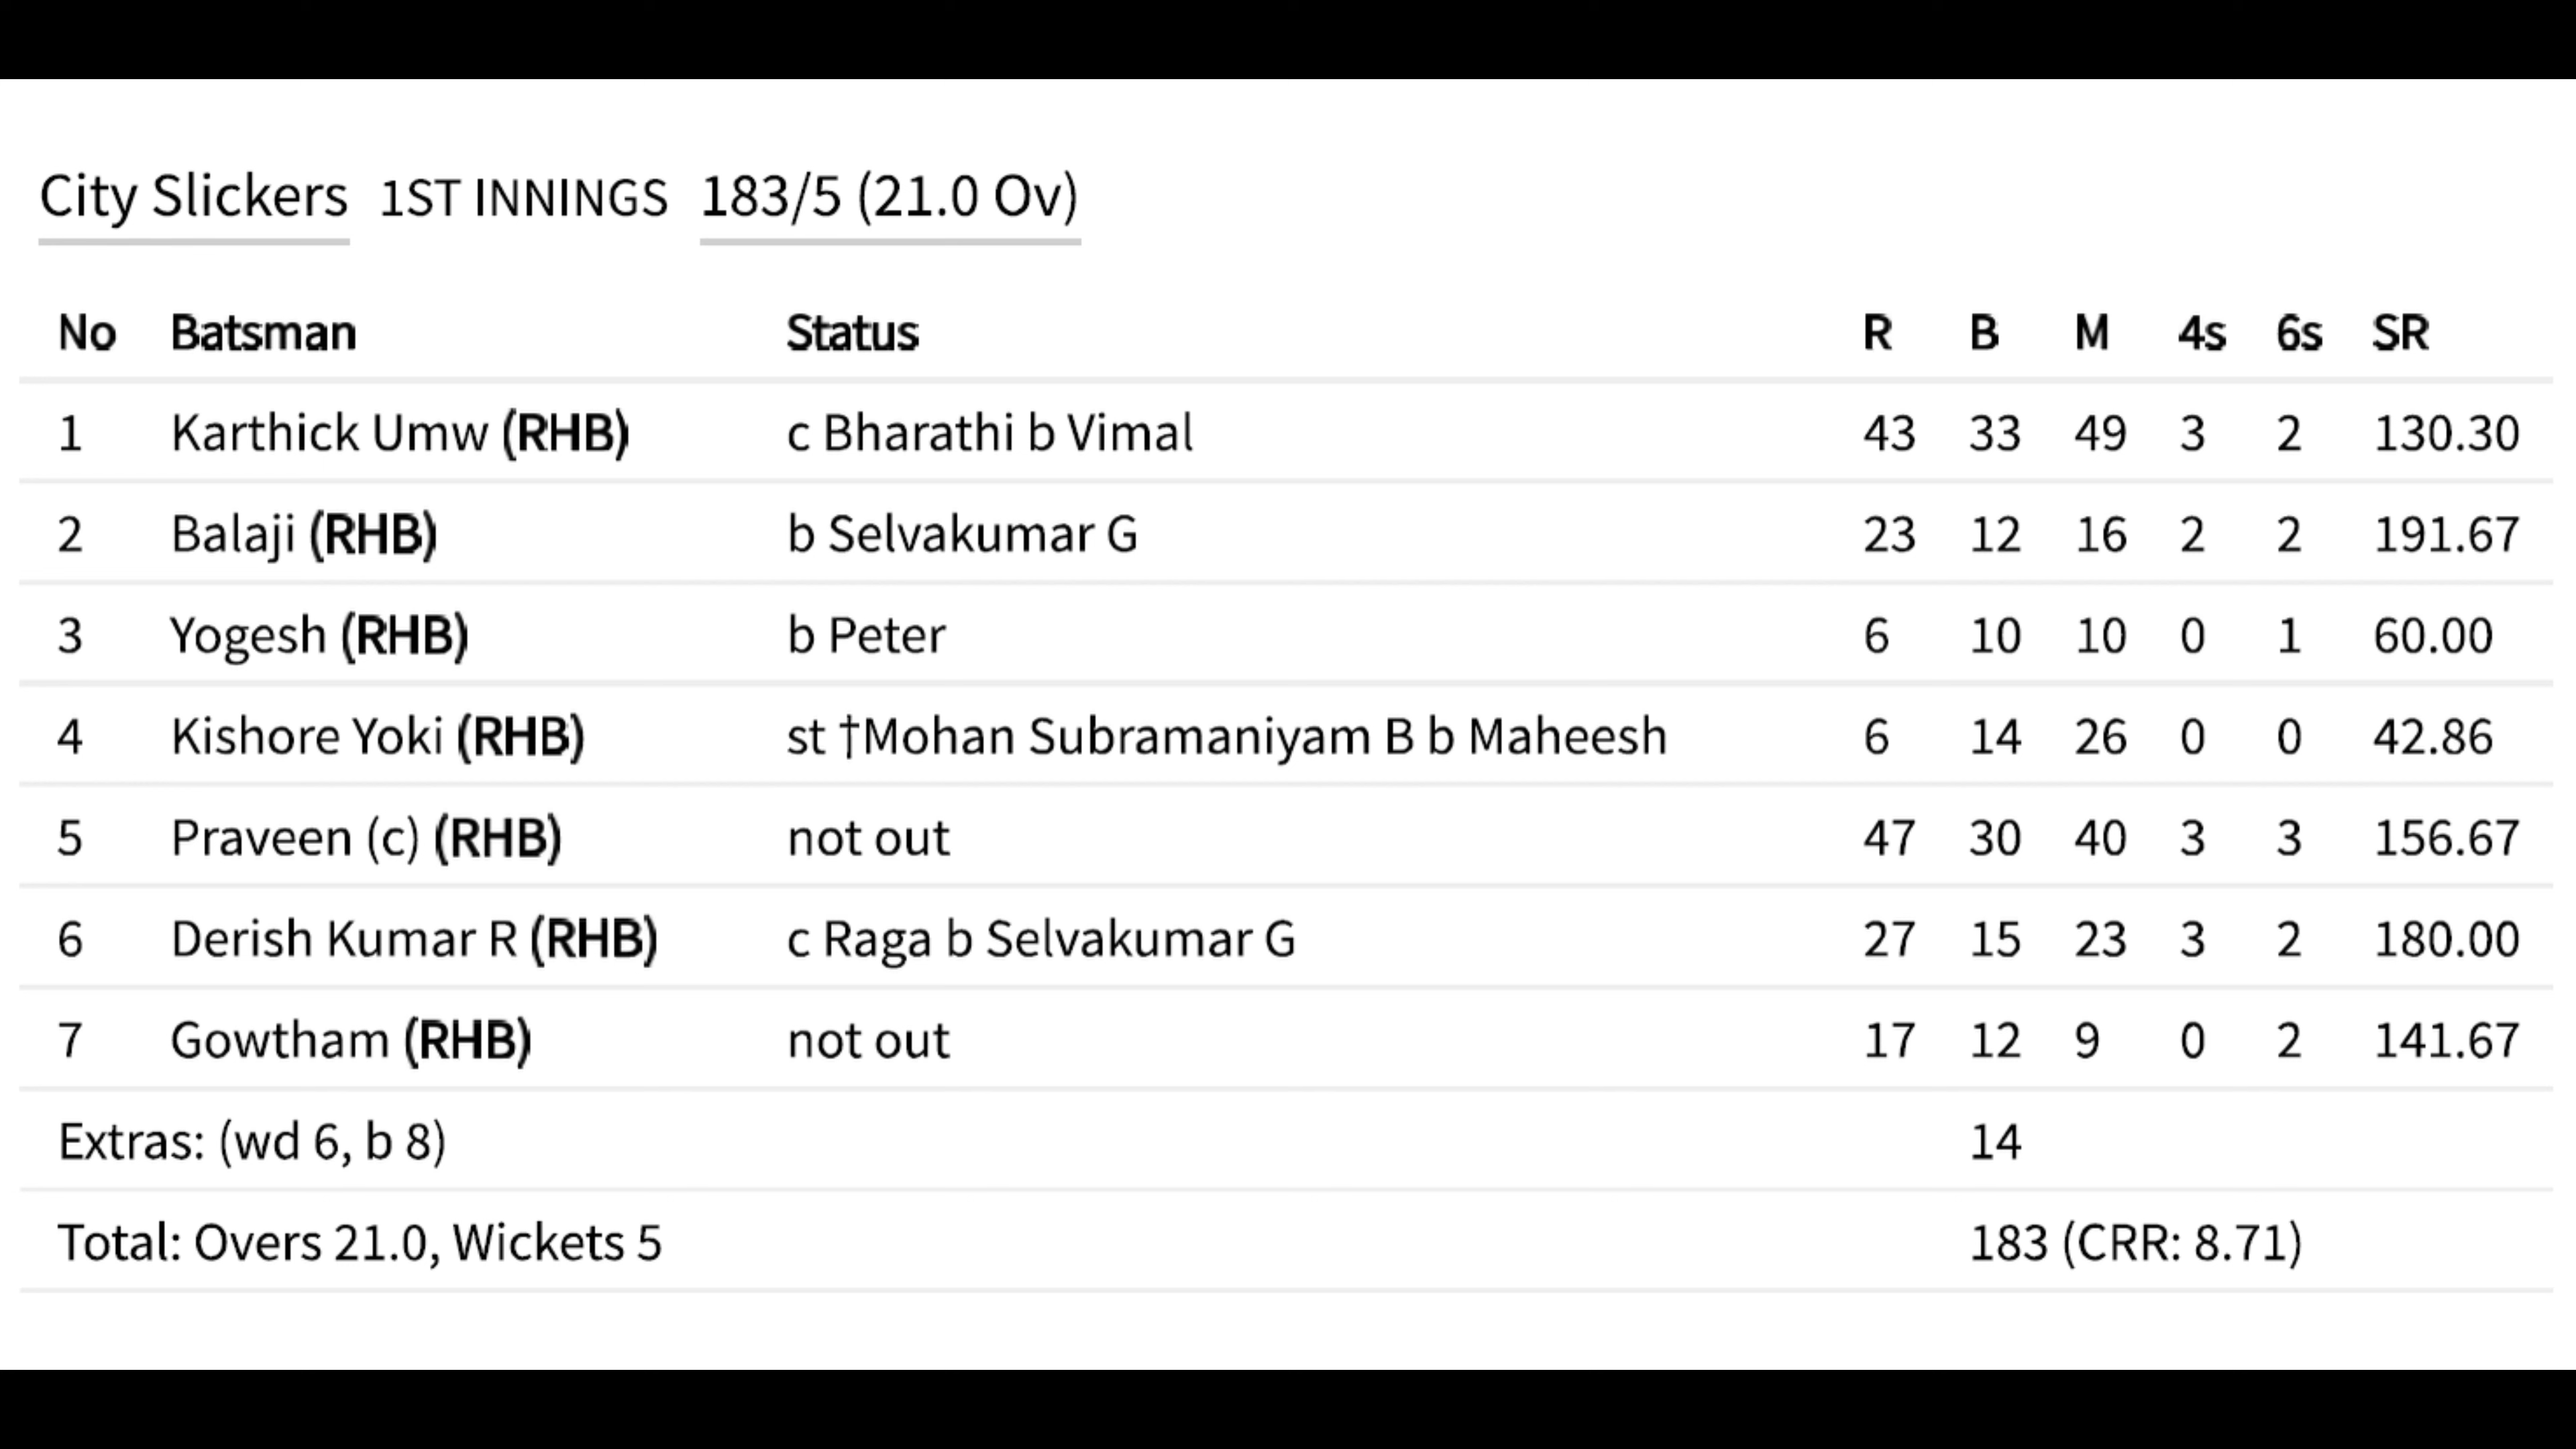 City Slickers 1ST INNINGS 183/5 (21.0 Ov)
No Batsman Status R B M 4s 6s SR
1 Karthick Umw (RHB) c Bharathi b Vimal 43 33 49 3 2 130.30
2 Balaji (RHB) b Selvakumar G 23 12 16 2 2 191.67
3 Yogesh (RHB) b Peter 6 10 10 0 1 60.00
4 Kishore Yoki (RHB) st †Mohan Subramaniyam B b Maheesh 6 14 26 0 0 42.86
5 Praveen (c) (RHB) not out 47 30 40 3 3 156.67
6 Derish Kumar R (RHB) c Raga b Selvakumar G 27 15 23 3 2 180.00
7 Gowtham (RHB) not out 17 12 9 0 2 141.67
Extras: (wd 6, b 8) 14
Total: Overs 21.0, Wickets 5 183 (CRR: 8.71)